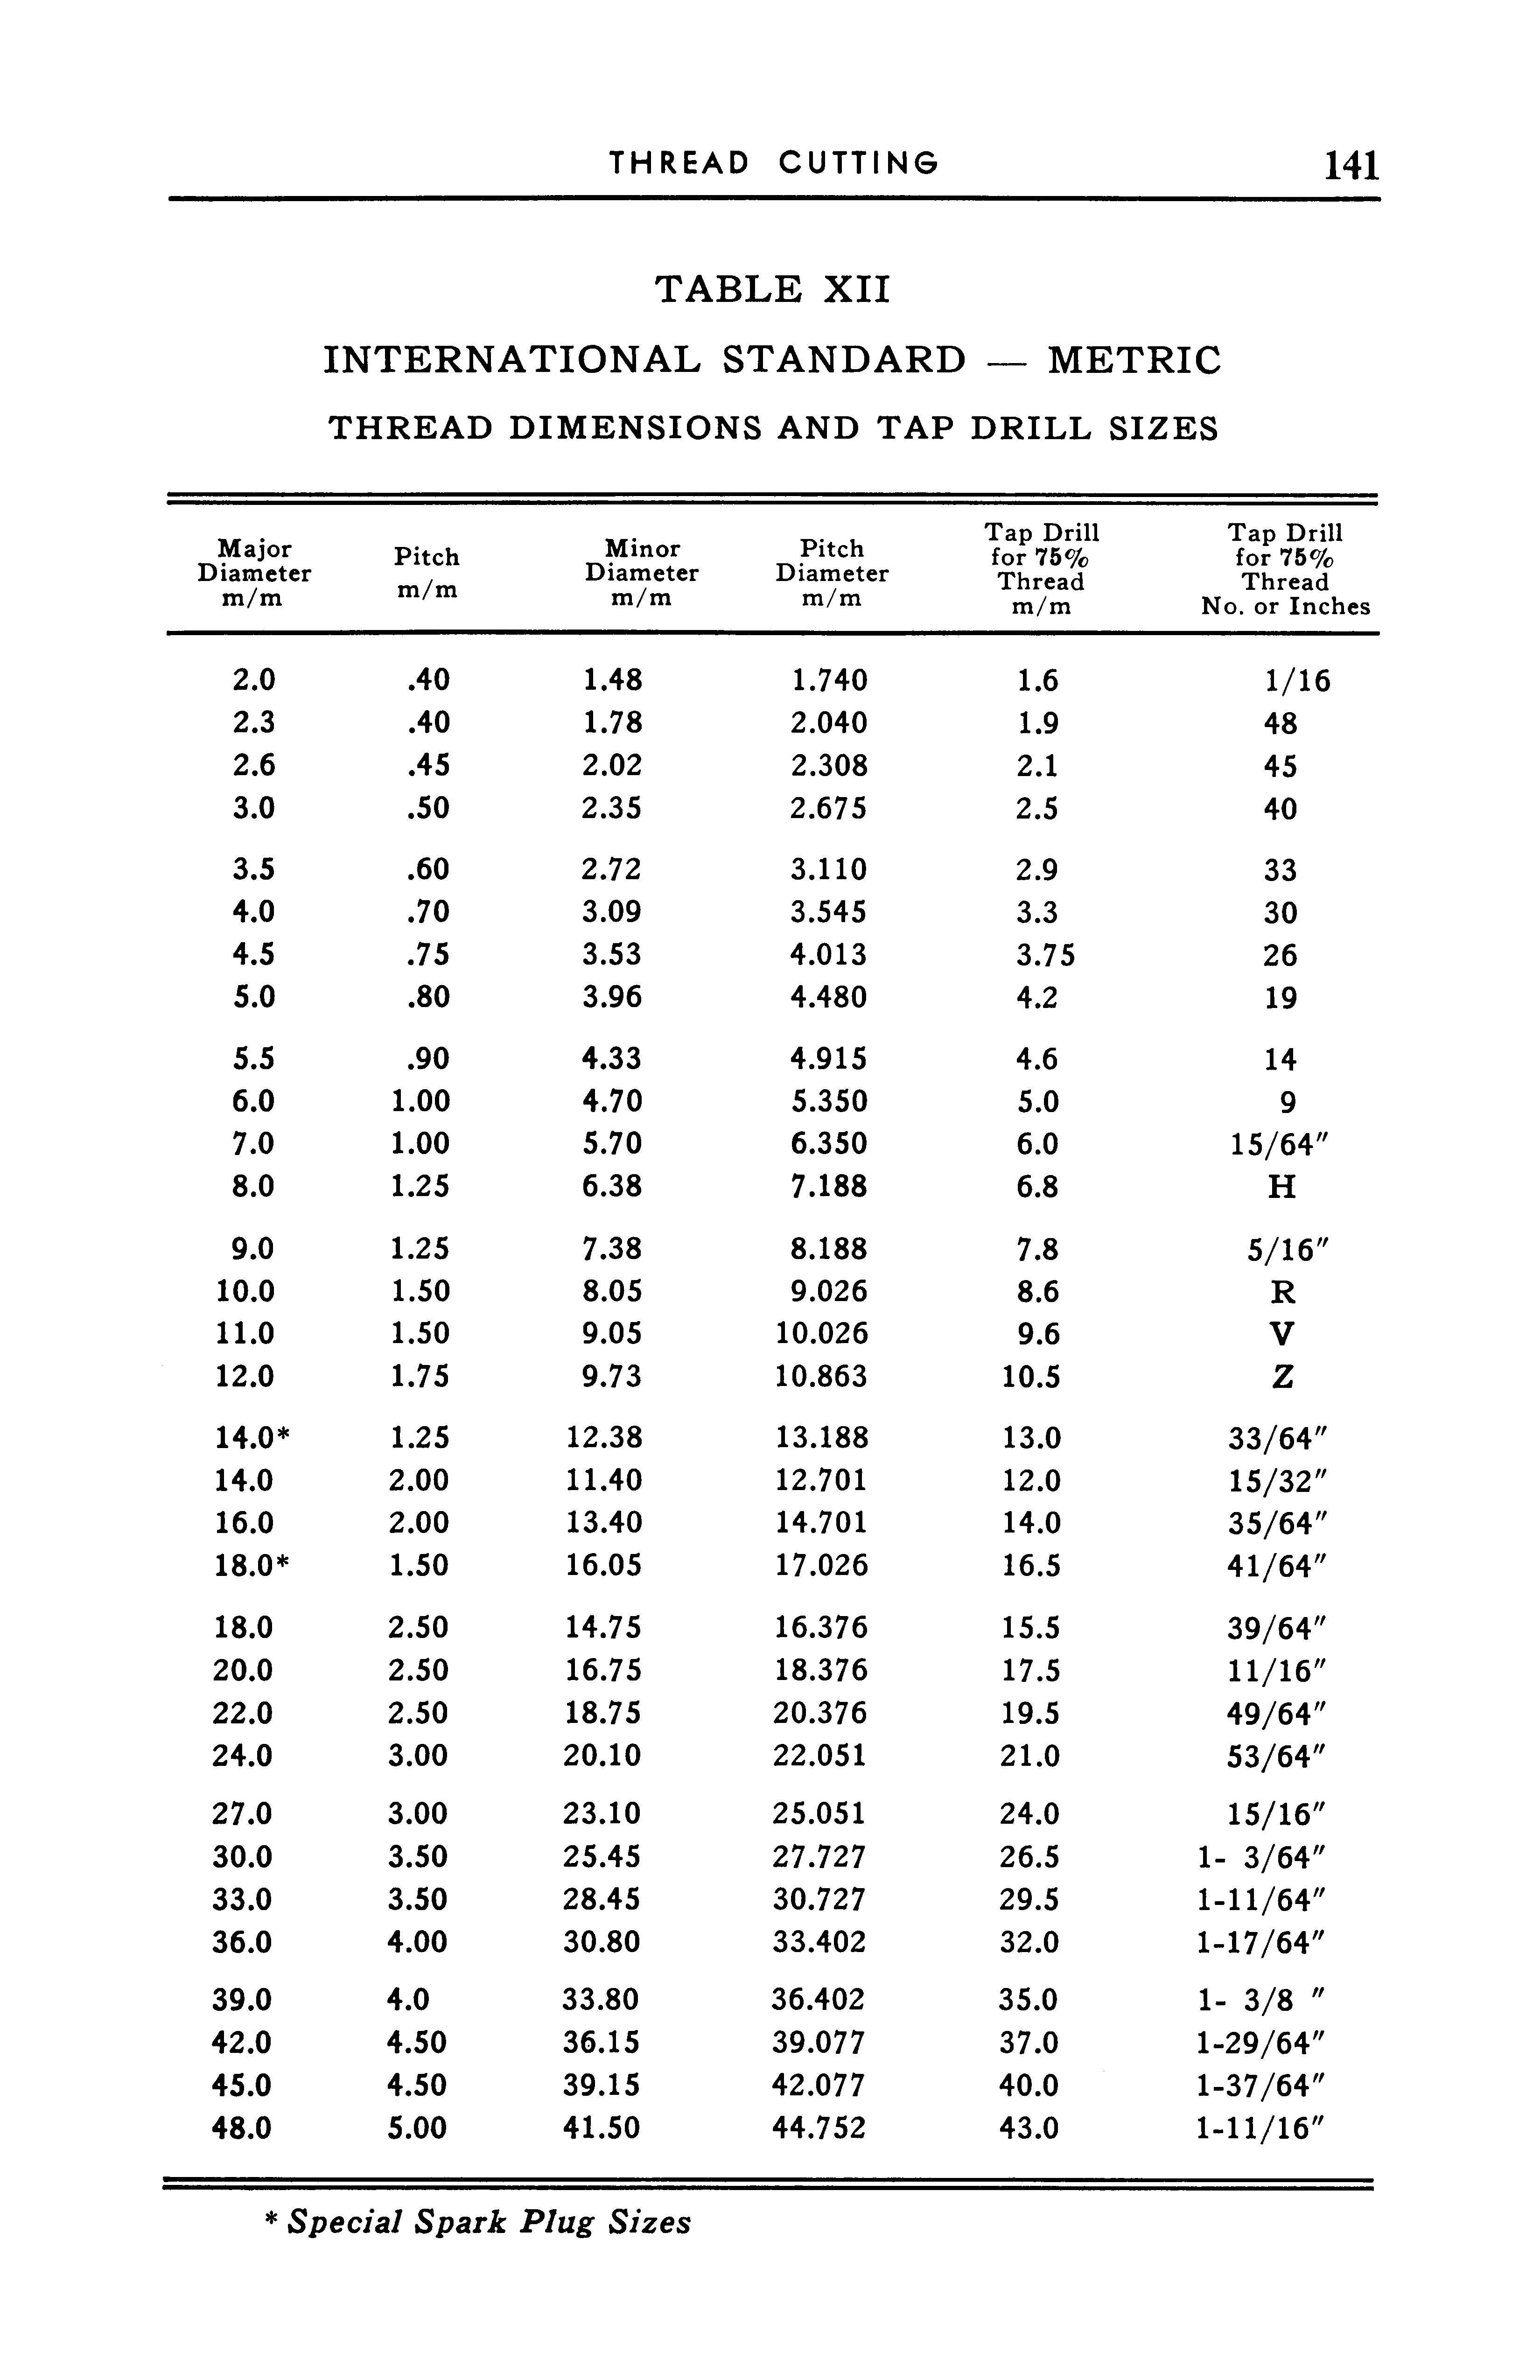 THREAD CUTTING 141
TABLE XII
INTERNATIONAL STANDARD — METRIC
THREAD DIMENSIONS AND TAP DRILL SIZES
Major Diameter m/m Pitch m/m Minor Diameter m/m Pitch Diameter m/m Tap Drill for 75% Thread m/m Tap Drill for 75% Thread No. or Inches
2.0 .40 1.48 1.740 1.6 1/16
2.3 .40 1.78 2.040 1.9 48
2.6 .45 2.02 2.308 2.1 45
3.0 .50 2.35 2.675 2.5 40
3.5 .60 2.72 3.110 2.9 33
4.0 .70 3.09 3.545 3.3 30
4.5 .75 3.53 4.013 3.75 26
5.0 .80 3.96 4.480 4.2 19
5.5 .90 4.33 4.915 4.6 14
6.0 1.00 4.70 5.350 5.0 9
7.0 1.00 5.70 6.350 6.0 15/64"
8.0 1.25 6.38 7.188 6.8 H
9.0 1.25 7.38 8.188 7.8 5/16"
10.0 1.50 8.05 9.026 8.6 R
11.0 1.50 9.05 10.026 9.6 V
12.0 1.75 9.73 10.863 10.5 Z
14.0* 1.25 12.38 13.188 13.0 33/64"
14.0 2.00 11.40 12.701 12.0 15/32"
16.0 2.00 13.40 14.701 14.0 35/64"
18.0* 1.50 16.05 17.026 16.5 41/64"
18.0 2.50 14.75 16.376 15.5 39/64"
20.0 2.50 16.75 18.376 17.5 11/16"
22.0 2.50 18.75 20.376 19.5 49/64"
24.0 3.00 20.10 22.051 21.0 53/64"
27.0 3.00 23.10 25.051 24.0 15/16"
30.0 3.50 25.45 27.727 26.5 1- 3/64"
33.0 3.50 28.45 30.727 29.5 1-11/64"
36.0 4.00 30.80 33.402 32.0 1-17/64"
39.0 4.0 33.80 36.402 35.0 1- 3/8 "
42.0 4.50 36.15 39.077 37.0 1-29/64"
45.0 4.50 39.15 42.077 40.0 1-37/64"
48.0 5.00 41.50 44.752 43.0 1-11/16"
* Special Spark Plug Sizes